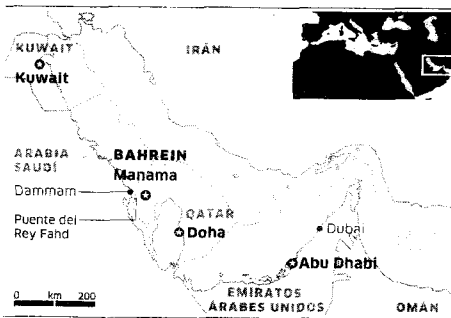 KUWAIT
Kuwait
IRÁN
ARABIA
SAUDÍ
BAHREIN
Manama
Dammam
Puente del
Rey Fahd
QATAR
Doha
Dubai
Abu Dhabi
EMIRATOS
ÁRABES UNIDOS
OMÁN
0 km 200